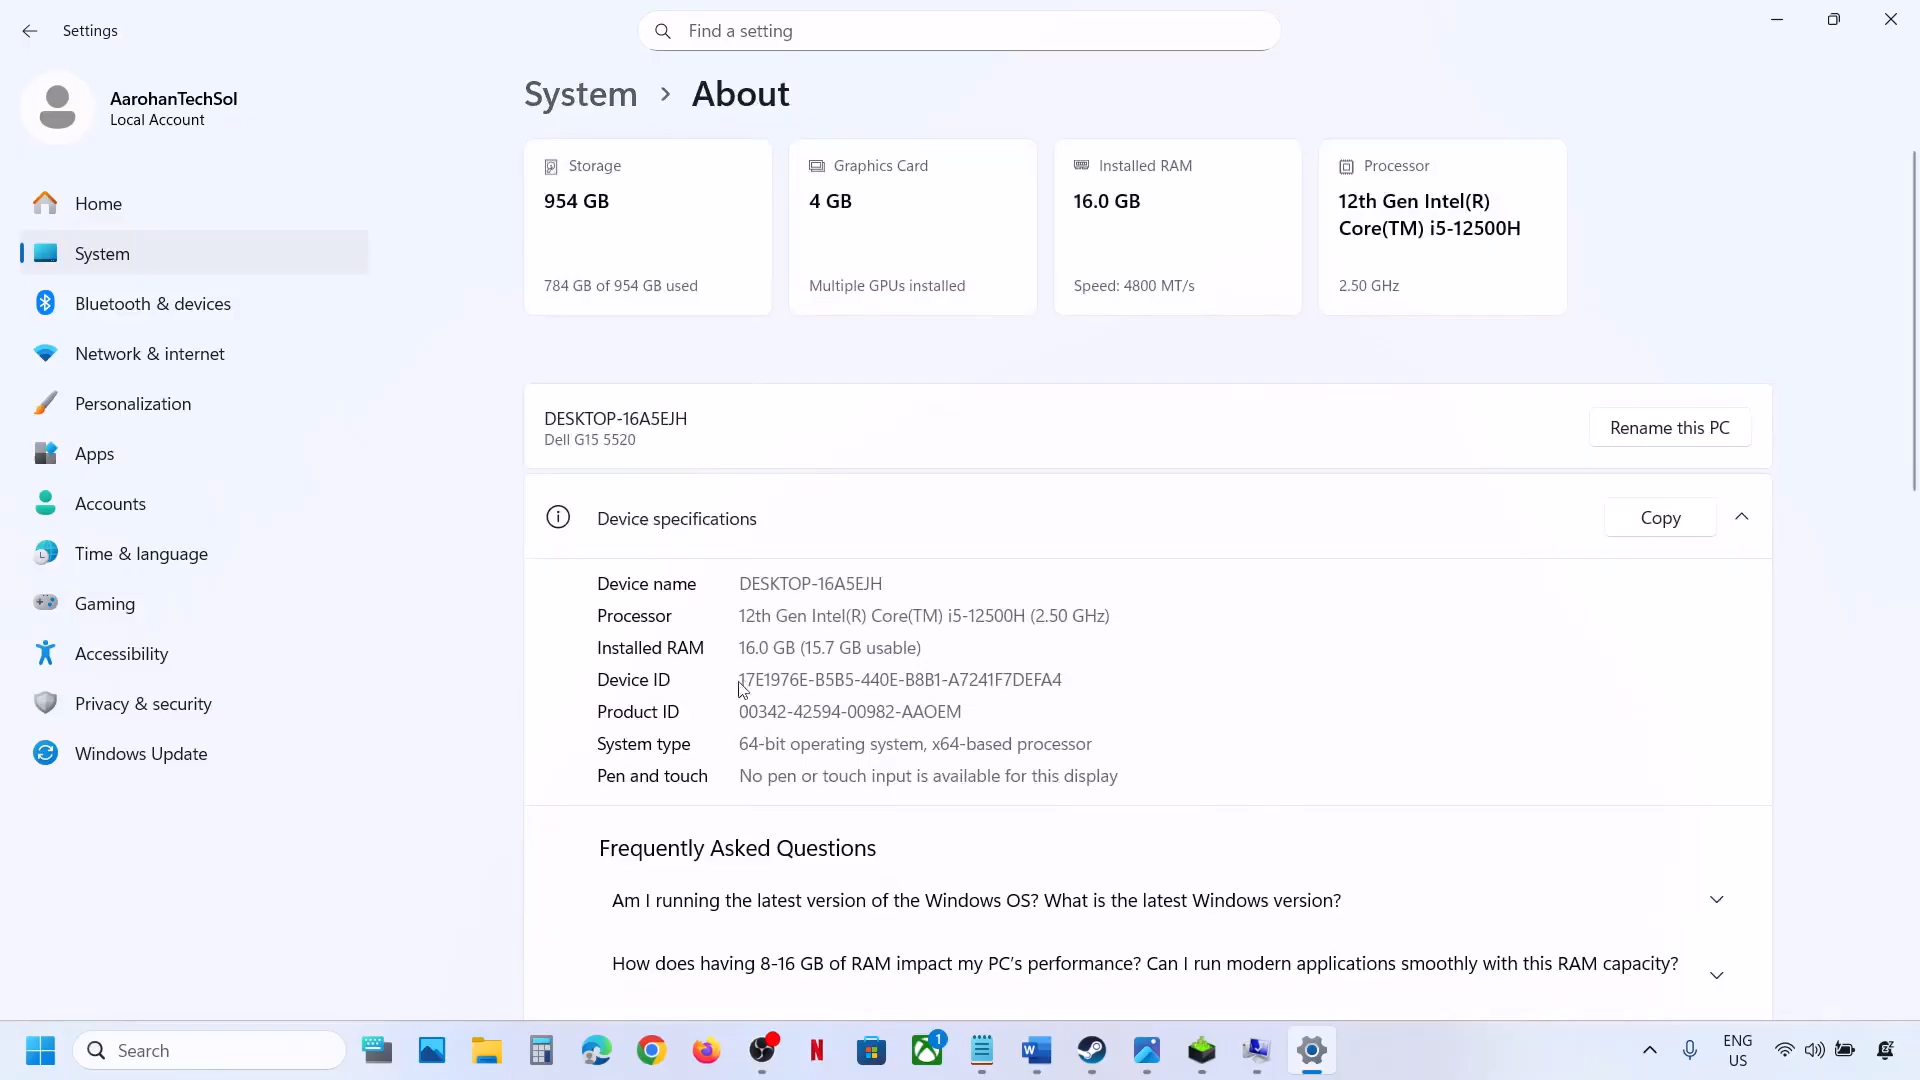 Settings
Find a setting
AarohanTechSol
Local Account
Home
System
Bluetooth & devices
Network & internet
Personalization
Apps
Accounts
Time & language
Gaming
Accessibility
Privacy & security
Windows Update
System > About
Storage
954 GB
784 GB of 954 GB used
Graphics Card
4 GB
Multiple GPUs installed
Installed RAM
16.0 GB
Speed: 4800 MT/s
Processor
12th Gen Intel(R)
Core(TM) i5-12500H
2.50 GHz
DESKTOP-16A5EJH
Dell G15 5520
Rename this PC
Device specifications
Copy
Device name DESKTOP-16A5EJH
Processor 12th Gen Intel(R) Core(TM) i5-12500H (2.50 GHz)
Installed RAM 16.0 GB (15.7 GB usable)
Device ID 17E1976E-B5B5-440E-B8B1-A7241F7DEFA4
Product ID 00342-42594-00982-AAOEM
System type 64-bit operating system, x64-based processor
Pen and touch No pen or touch input is available for this display
Frequently Asked Questions
Am I running the latest version of the Windows OS? What is the latest Windows version?
How does having 8-16 GB of RAM impact my PC's performance? Can I run modern applications smoothly with this RAM capacity?
Search
N
W
1
ENG
US